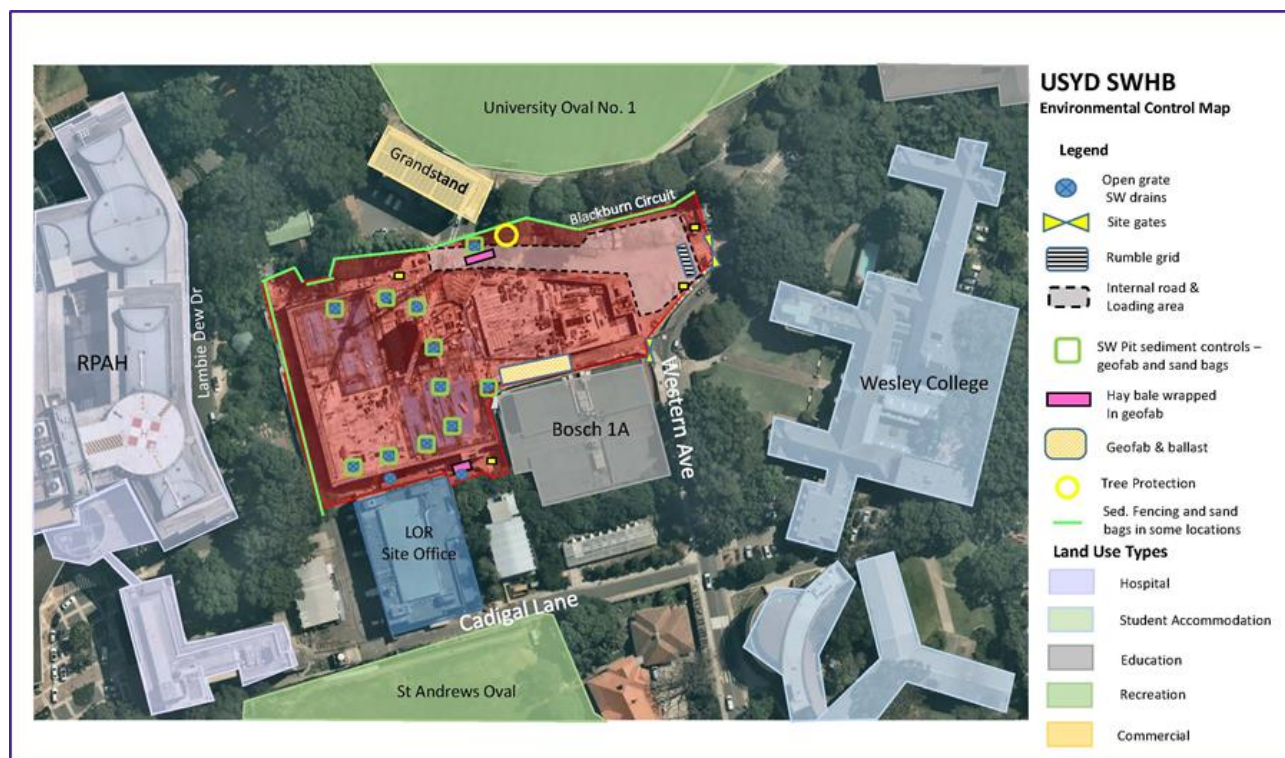 USYD SWHB
Environmental Control Map
Legend
Open grate
SW drains
Site gates
Rumble grid
Internal road &
Loading area
SW Pit sediment controls –
geofab and sand bags
Hay bale wrapped
In geofab
Geofab & ballast
Tree Protection
Sed. Fencing and sand
bags in some locations
Land Use Types
Hospital
Student Accommodation
Education
Recreation
Commercial
University Oval No. 1
Grandstand
Blackburn Circuit
Lambie Dew Dr
RPAH
Western Ave
Wesley College
Bosch 1A
LOR
Site Office
Cadigal Lane
St Andrews Oval